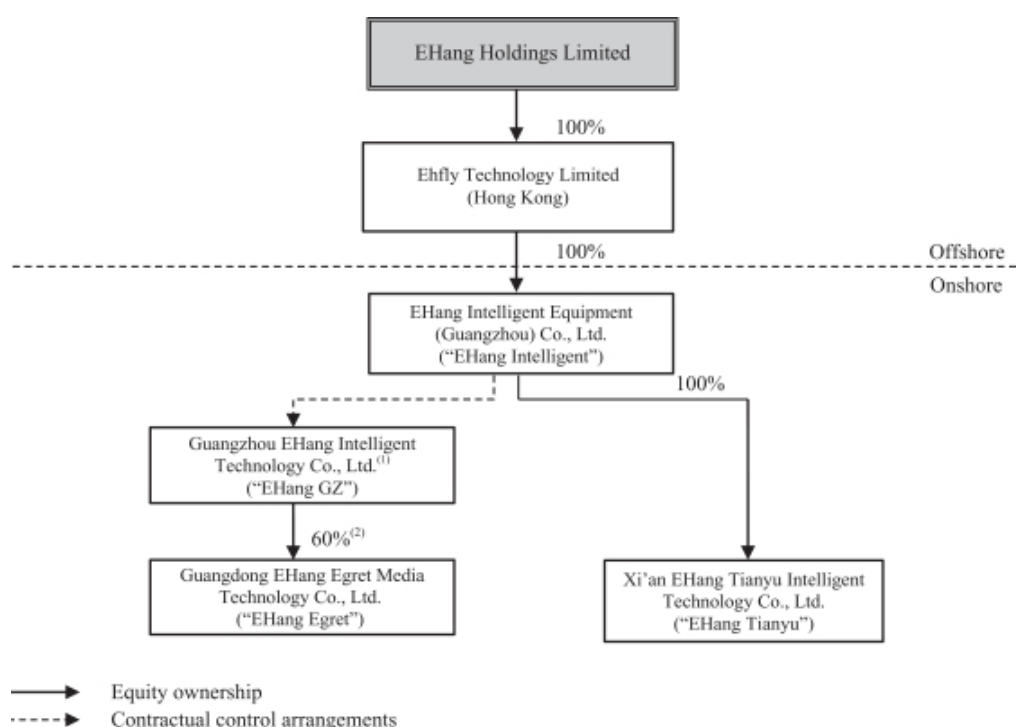 EHang Holdings Limited
100%
Ehfly Technology Limited
(Hong Kong)
100%
Offshore
Onshore
EHang Intelligent Equipment
(Guangzhou) Co., Ltd.
(“EHang Intelligent”)
100%
Guangzhou EHang Intelligent
Technology Co., Ltd.(1)
(“EHang GZ”)
60%(2)
Guangdong EHang Egret Media
Technology Co., Ltd.
(“EHang Egret”)
Xi’an EHang Tianyu Intelligent
Technology Co., Ltd.
(“EHang Tianyu”)
Equity ownership
Contractual control arrangements